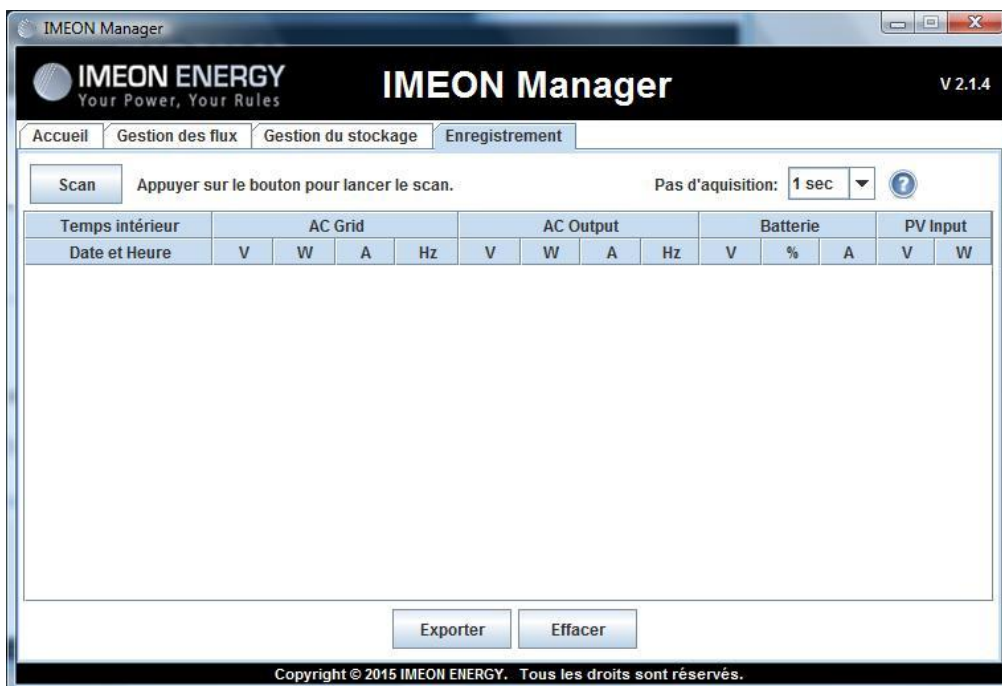 IMEON Manager
IMEON ENERGY
Your Power, Your Rules
IMEON Manager
V 2.1.4
Accueil Gestion des flux Gestion du stockage Enregistrement
Scan Appuyer sur le bouton pour lancer le scan. Pas d'aquisition: 1 sec ?
Temps intérieur AC Grid AC Output Batterie PV Input
Date et Heure V W A Hz V W A Hz V % A V W
Exporter Effacer
Copyright © 2015 IMEON ENERGY. Tous les droits sont réservés.